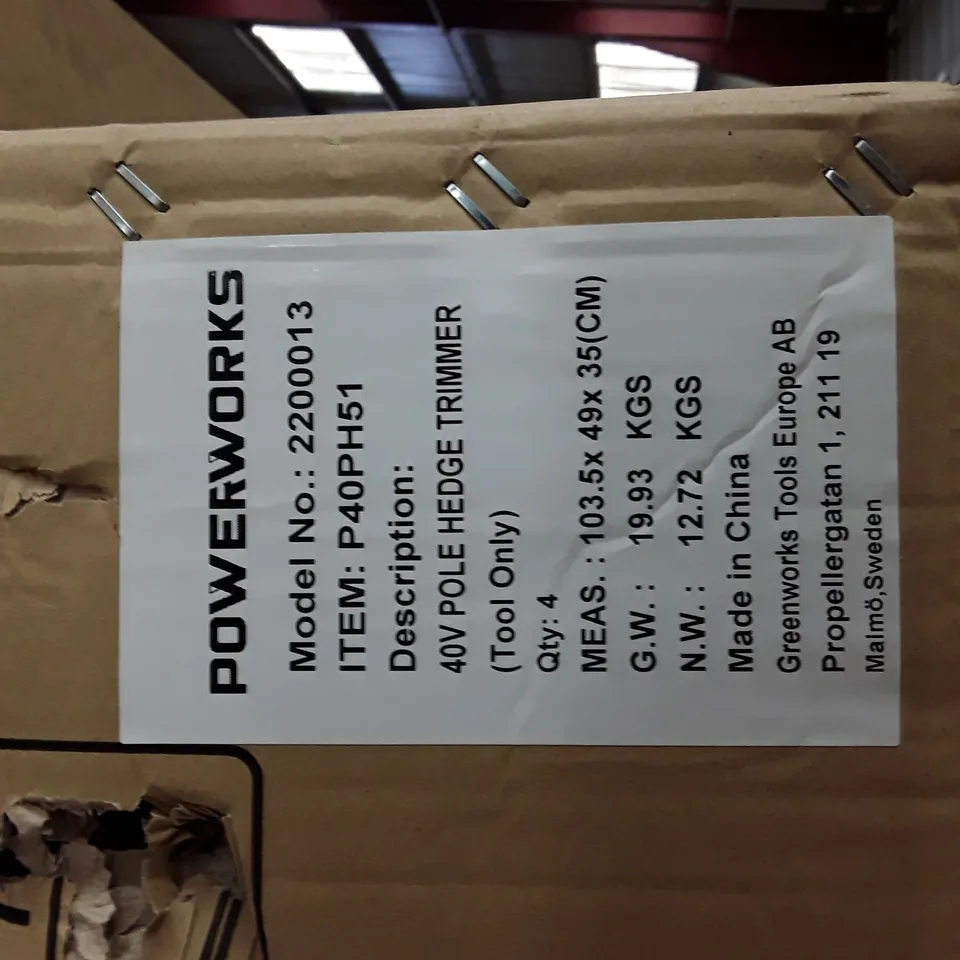 POWERWORKS
Model No.: 2200013
ITEM: P40PH51
Description:
40V POLE HEDGE TRIMMER
(Tool Only)
Qty: 4
MEAS. : 103.5x 49x 35(CM)
G.W. : 19.93 KGS
N.W. : 12.72 KGS
Made in China
Greenworks Tools Europe AB
Propellergatan 1, 211 19
Malmö,Sweden